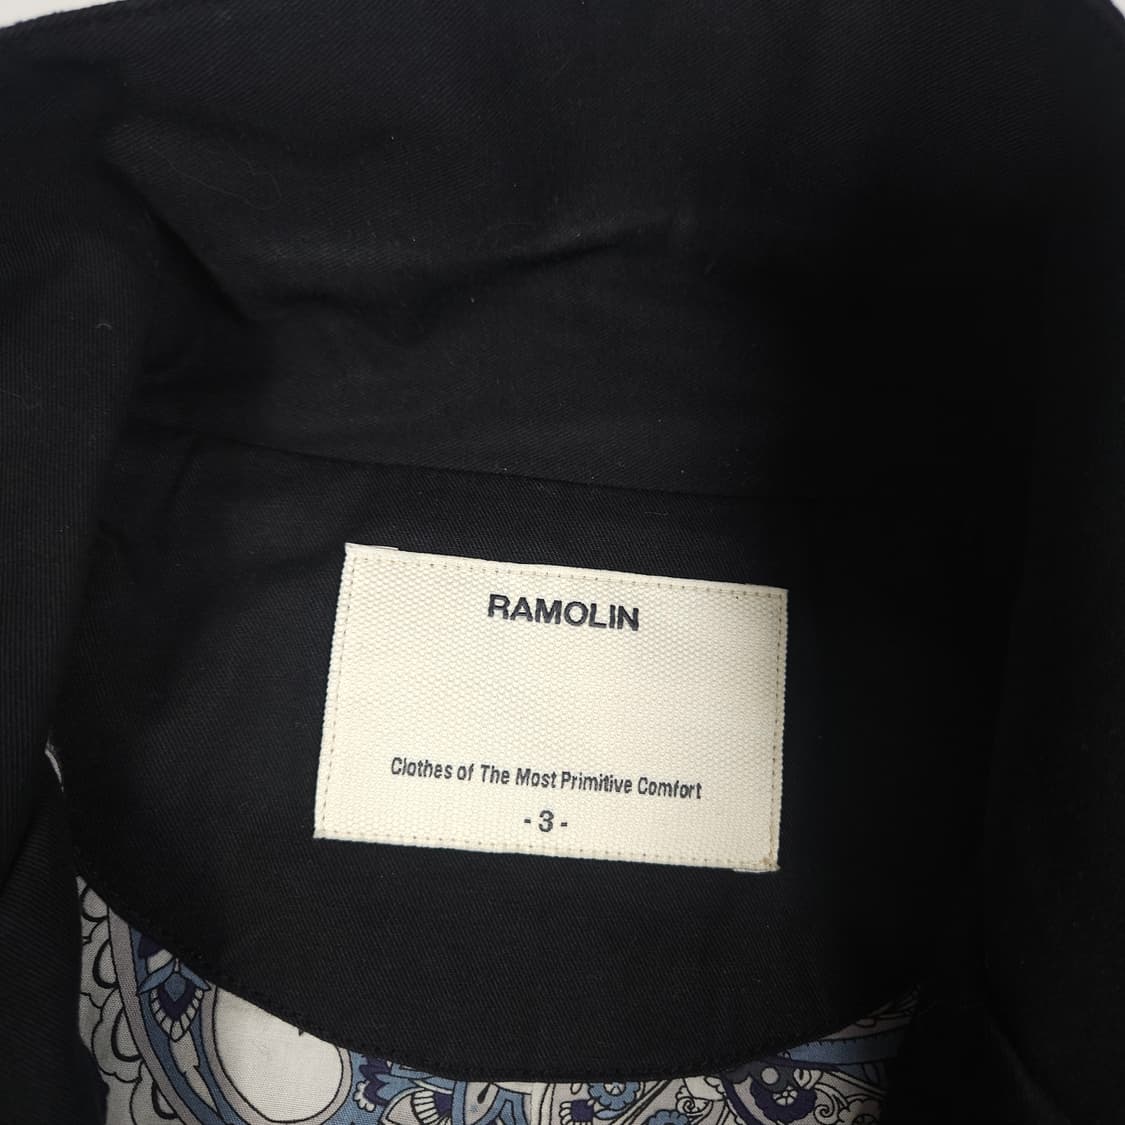 RAMOLIN
Clothes of The Most Primitive Comfort
- 3 -